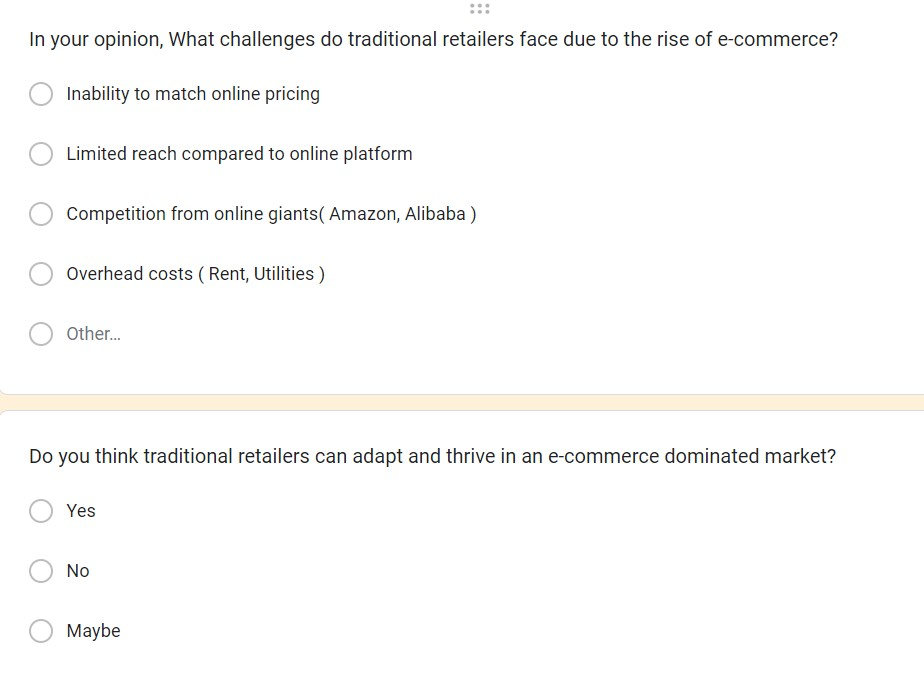 In your opinion, What challenges do traditional retailers face due to the rise of e-commerce?
Inability to match online pricing
Limited reach compared to online platform
Competition from online giants( Amazon, Alibaba )
Overhead costs ( Rent, Utilities )
Other...
Do you think traditional retailers can adapt and thrive in an e-commerce dominated market?
Yes
No
Maybe